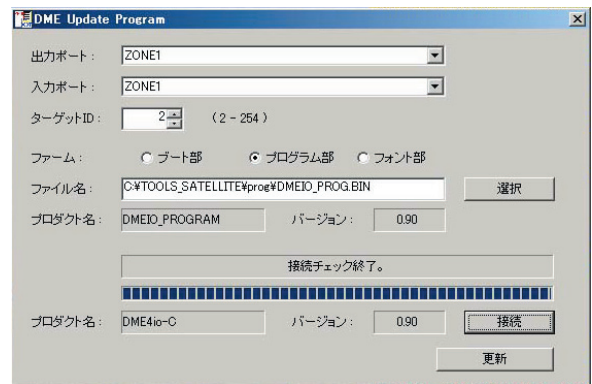 DME Update Program
出力ポート： ZONE1
入力ポート： ZONE1
ターゲットID： 2 (2 - 254)
ファーム： ブート部 プログラム部 フォント部
ファイル名： C:¥TOOLS_SATELLITE¥prog¥DMEIO_PROG.BIN 選択
プロダクト名： DMEIO_PROGRAM バージョン： 0.90
接続チェック終了。
プロダクト名： DME4io-C バージョン： 0.90 接続
更新